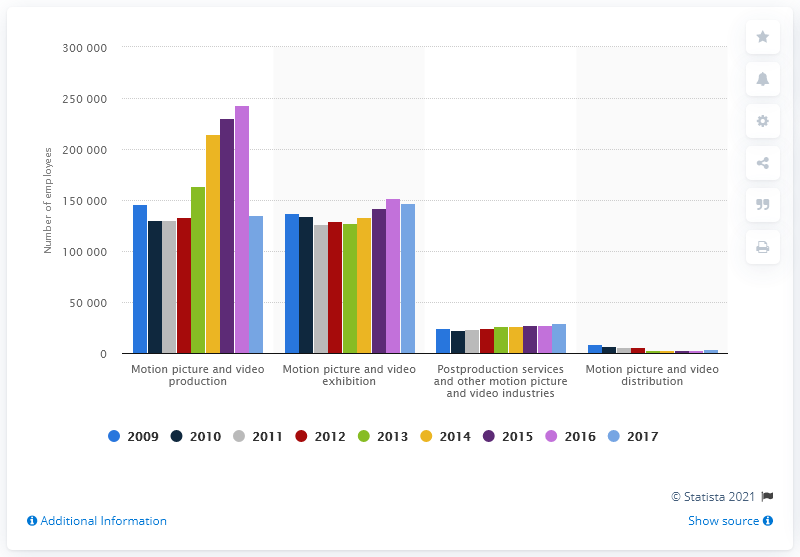 300 000
250 000
200 000
150 000
100 000
50 000
0
Number of employees
Motion picture and video
production
Motion picture and video
exhibition
Postproduction services
and other motion picture
and video industries
Motion picture and video
distribution
2009 2010 2011 2012 2013 2014 2015 2016 2017
© Statista 2021
Additional Information
Show source